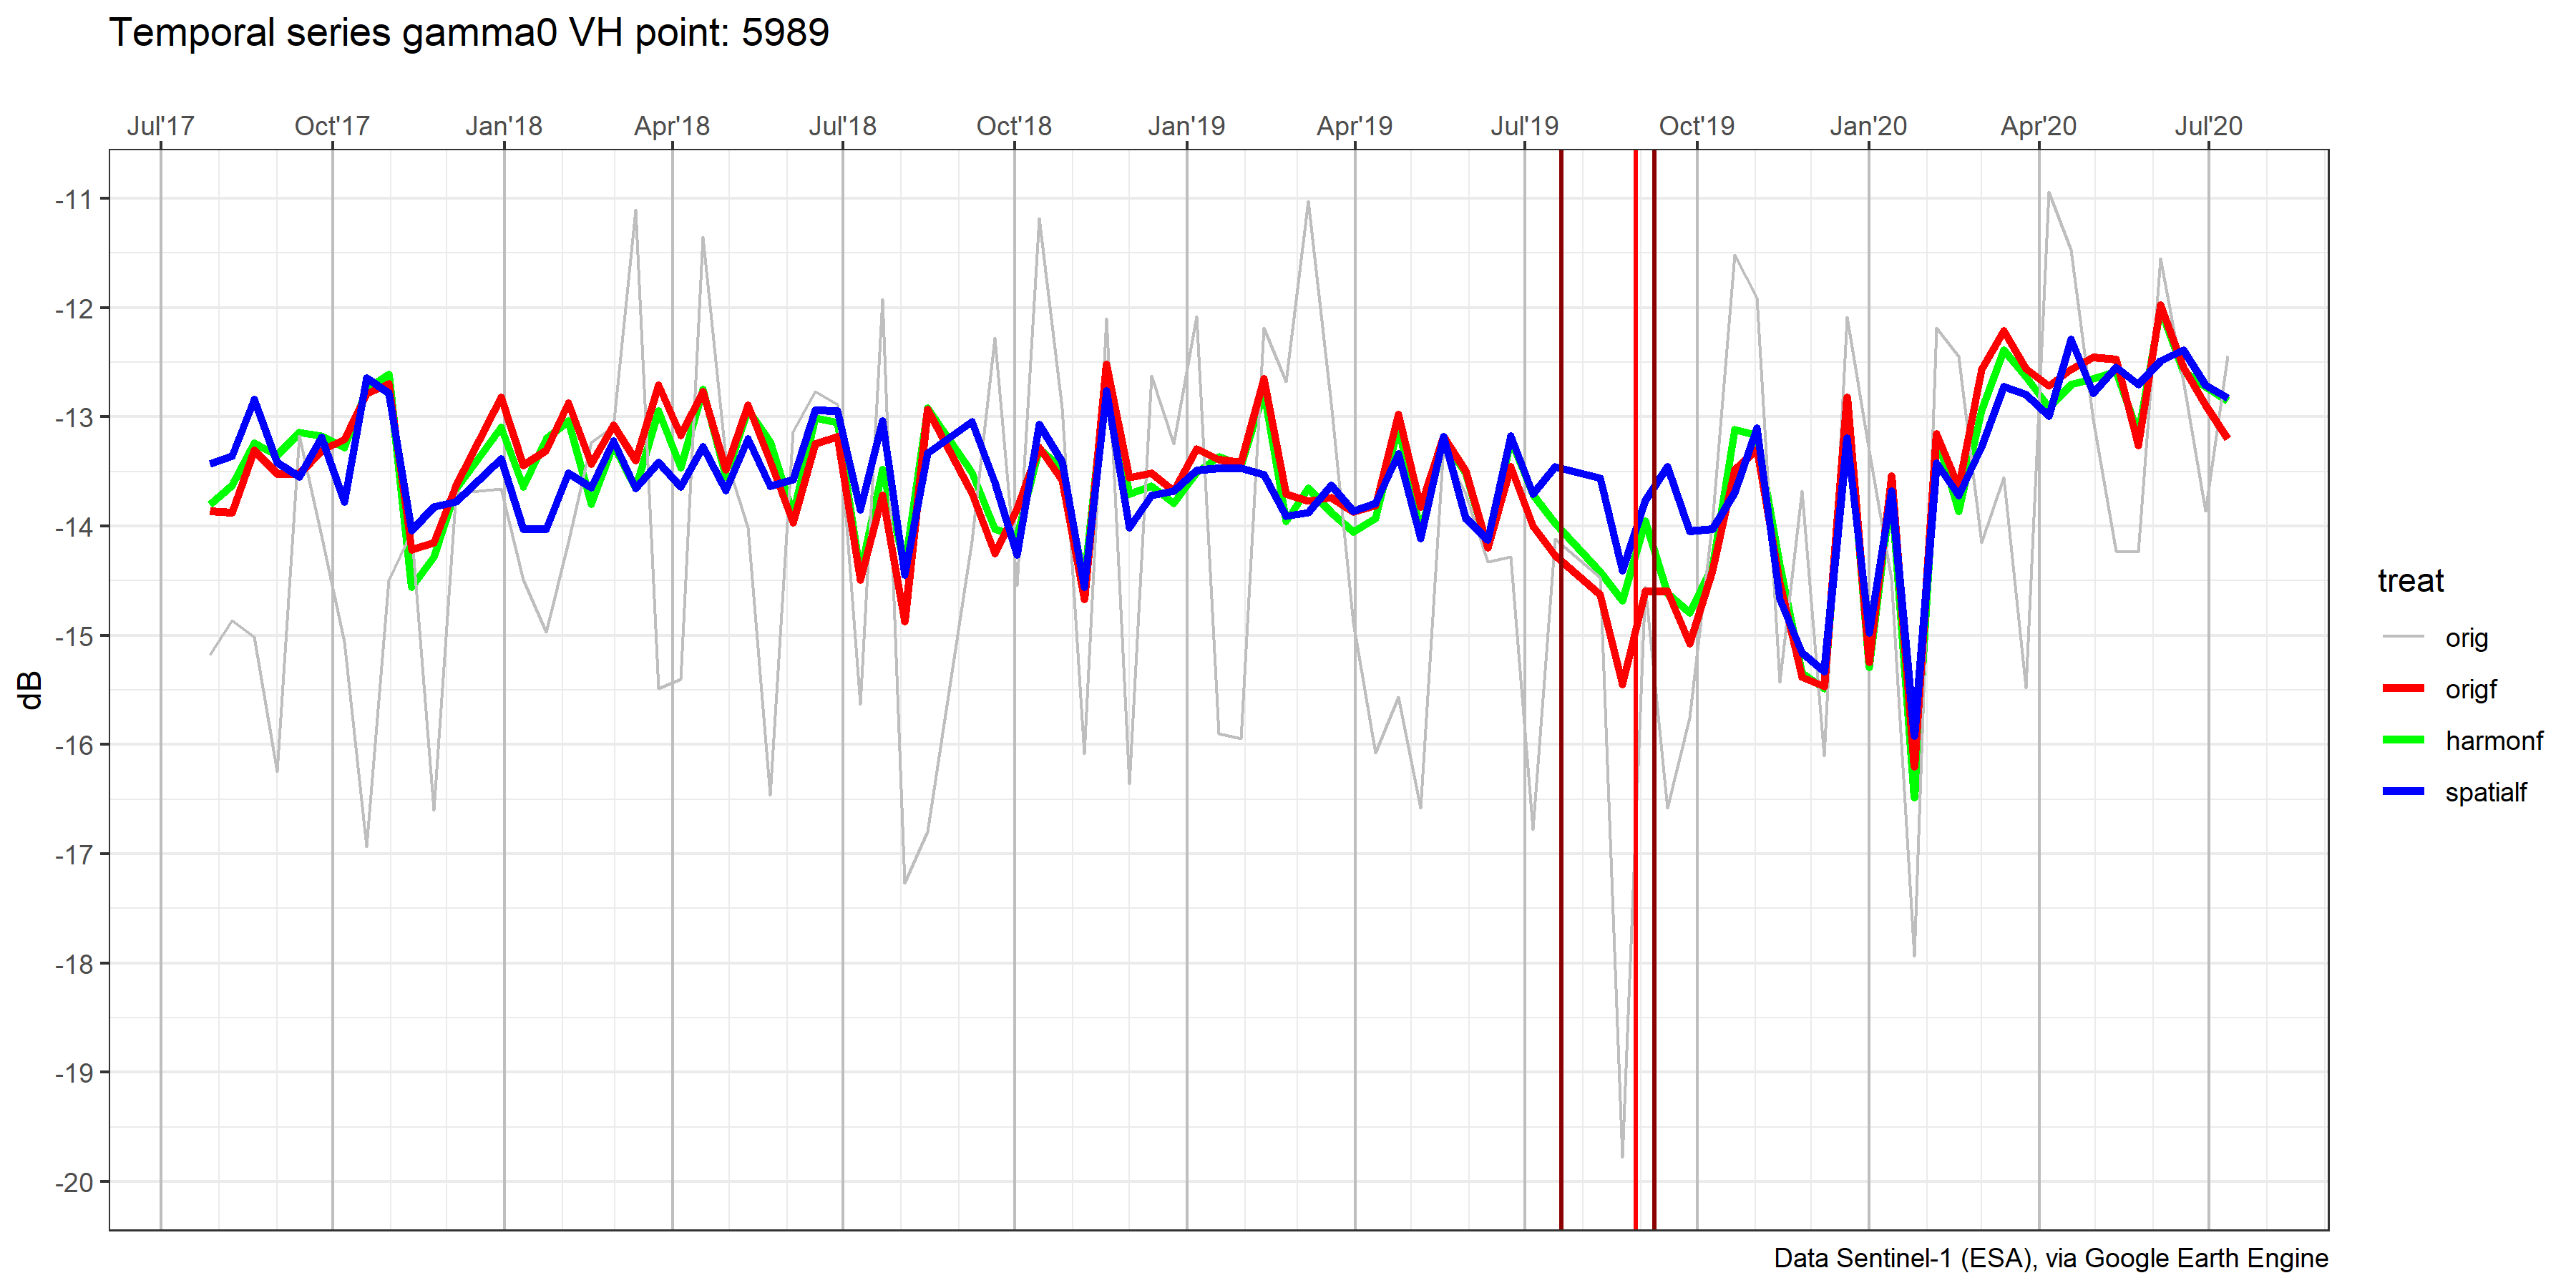 Temporal series gamma0 VH point: 5989
Jul'17 Oct'17 Jan'18 Apr'18 Jul'18 Oct'18 Jan'19 Apr'19 Jul'19 Oct'19 Jan'20 Apr'20 Jul'20
-11
-12
-13
-14
-15
-16
-17
-18
-19
-20
dB
treat
orig
origf
harmonf
spatialf
Data Sentinel-1 (ESA), via Google Earth Engine